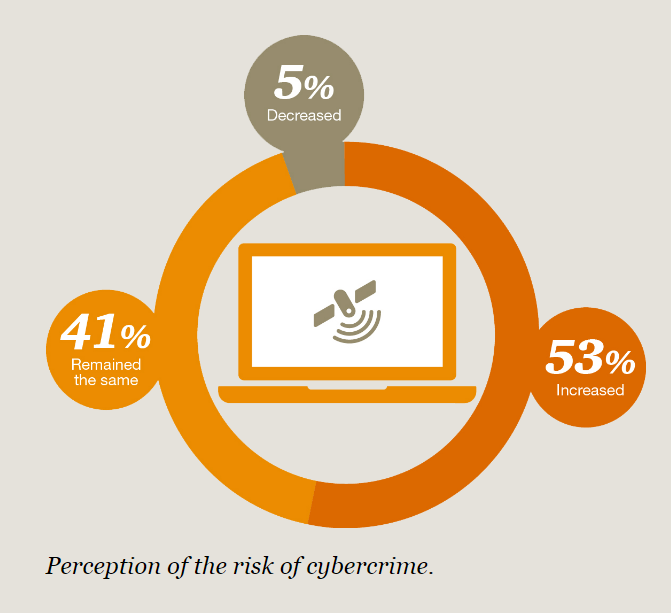 5%
Decreased
41%
Remained
the same
53%
Increased
Perception of the risk of cybercrime.